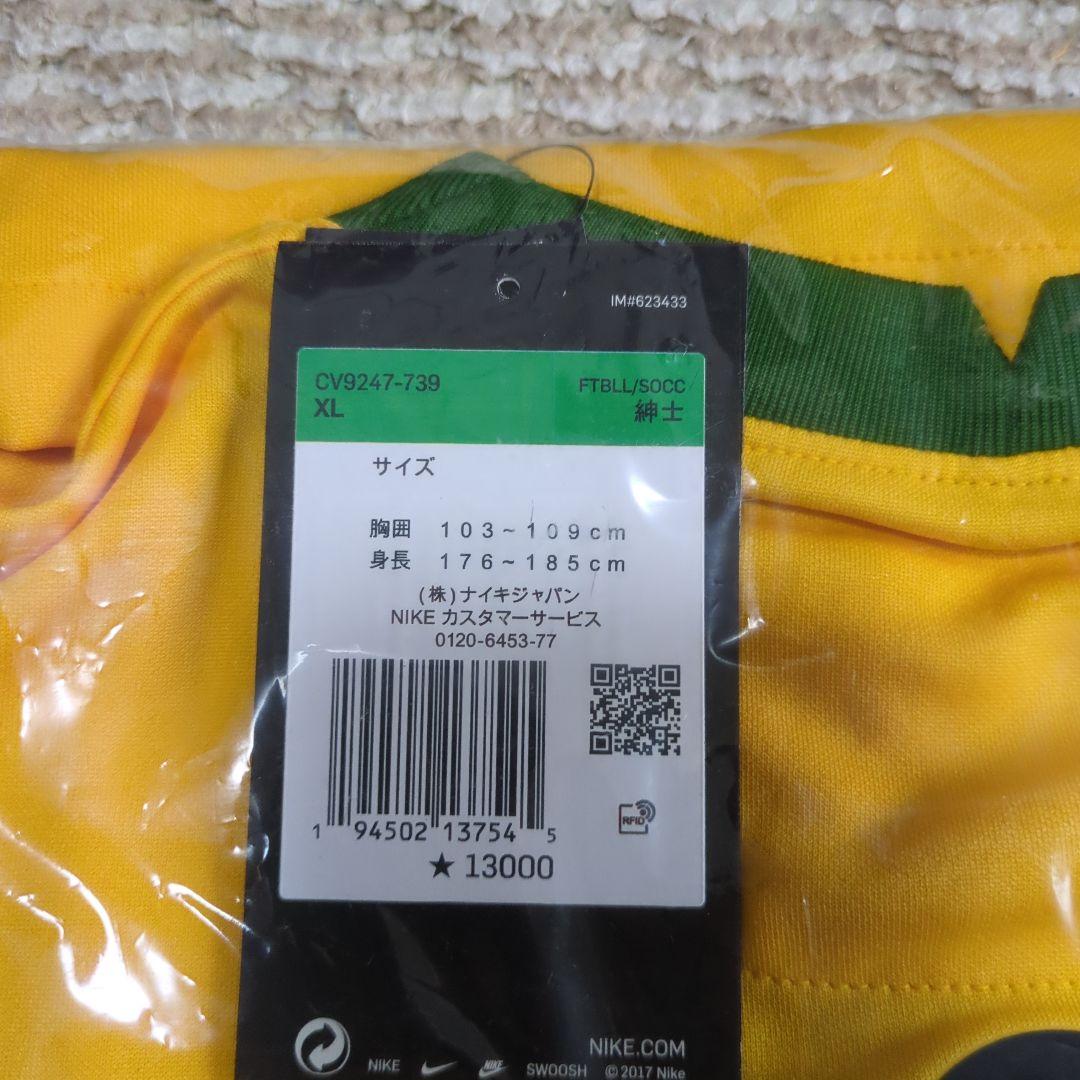 IM#623433
CV9247-739 FTBLL/SOCC
XL 紳士
サイズ
胸囲 103~109cm
身長 176~185cm
(株)ナイキジャパン
NIKE カスタマーサービス
0120-6453-77
1 94502 13754 5
RFID
★ 13000
NIKE.COM
NIKE NIKE SWOOSH © 2017 Nike